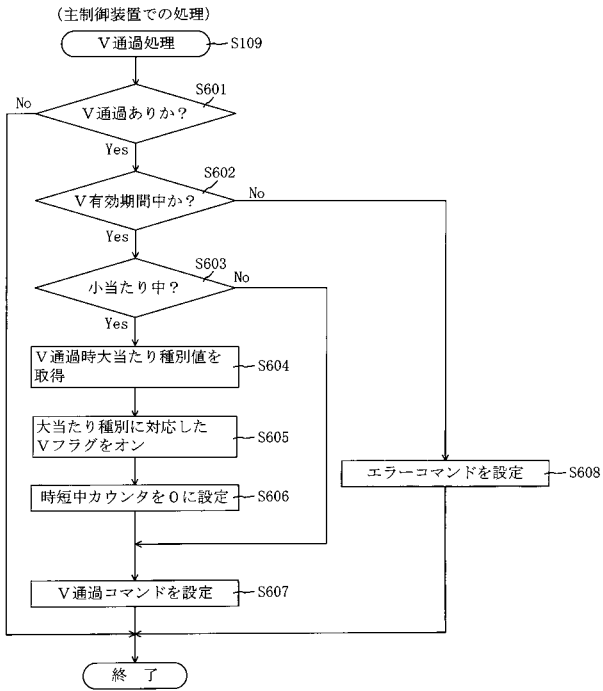 (主制御装置での処理)
V通過処理
S109
S601
No
V通過ありか?
Yes
S602
V有効期間中か?
No
Yes
S603
小当たり中?
No
Yes
V通過時大当たり種別値を
取得
S604
大当たり種別に対応した
Vフラグをオン
S605
エラーコマンドを設定
S608
時短中カウンタを0に設定
S606
V通過コマンドを設定
S607
終 了